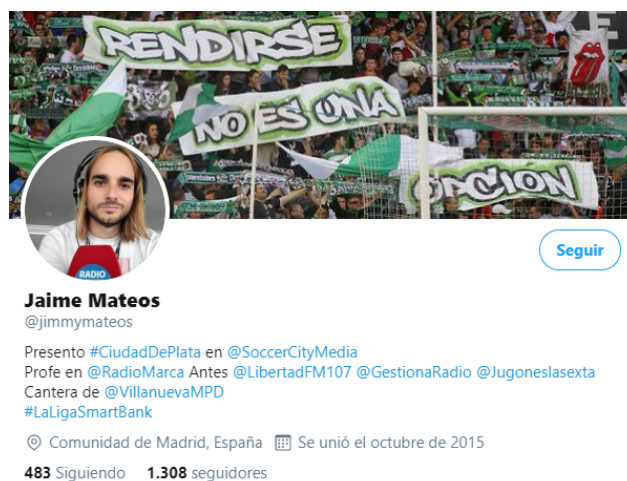 RENDIRSE
NO ES UNA
OPCION
RADIO
Seguir
Jaime Mateos
@jimmymateos
Presento #CiudadDePlata en @SoccerCityMedia
Profe en @RadioMarca Antes @LibertadFM107 @GestionaRadio @Jugoneslasexta
Cantera de @VillanuevaMPD
#LaLigaSmartBank
Comunidad de Madrid, España Se unió el octubre de 2015
483 Siguiendo 1.308 seguidores